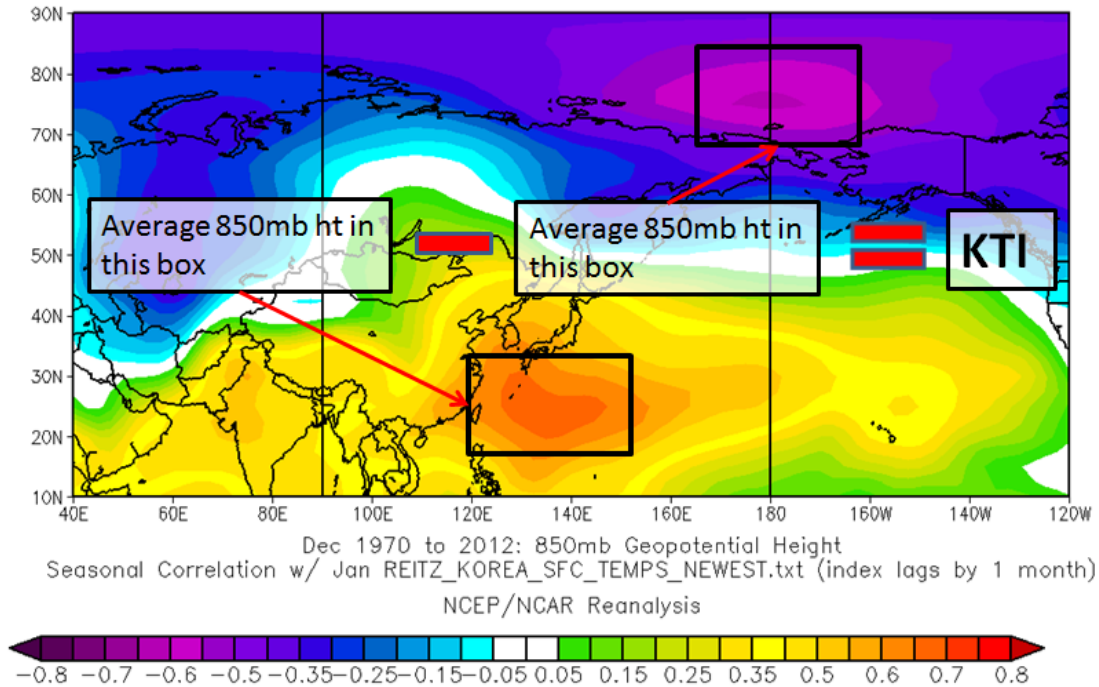 90N
80N
70N
60N
50N
40N
30N
20N
10N
Average 850mb ht in
this box
Average 850mb ht in
this box
KTI
40E 60E 80E 100E 120E 140E 160E 180 160W 140W 120W
Dec 1970 to 2012: 850mb Geopotential Height
Seasonal Correlation w/ Jan REITZ_KOREA_SFC_TEMPS_NEWEST.txt (index lags by 1 month)
NCEP/NCAR Reanalysis
-0.8 -0.7 -0.6 -0.5 -0.35 -0.25 -0.15 -0.05 0.05 0.15 0.25 0.35 0.5 0.6 0.7 0.8